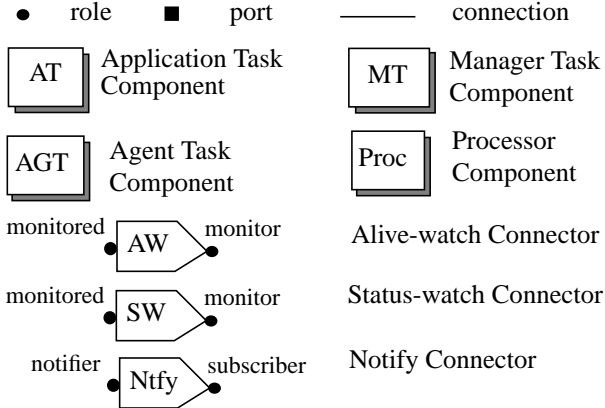 role port connection
AT Application Task Component
MT Manager Task Component
AGT Agent Task Component
Proc Processor Component
monitored AW monitor Alive-watch Connector
monitored SW monitor Status-watch Connector
notifier Ntfy subscriber Notify Connector